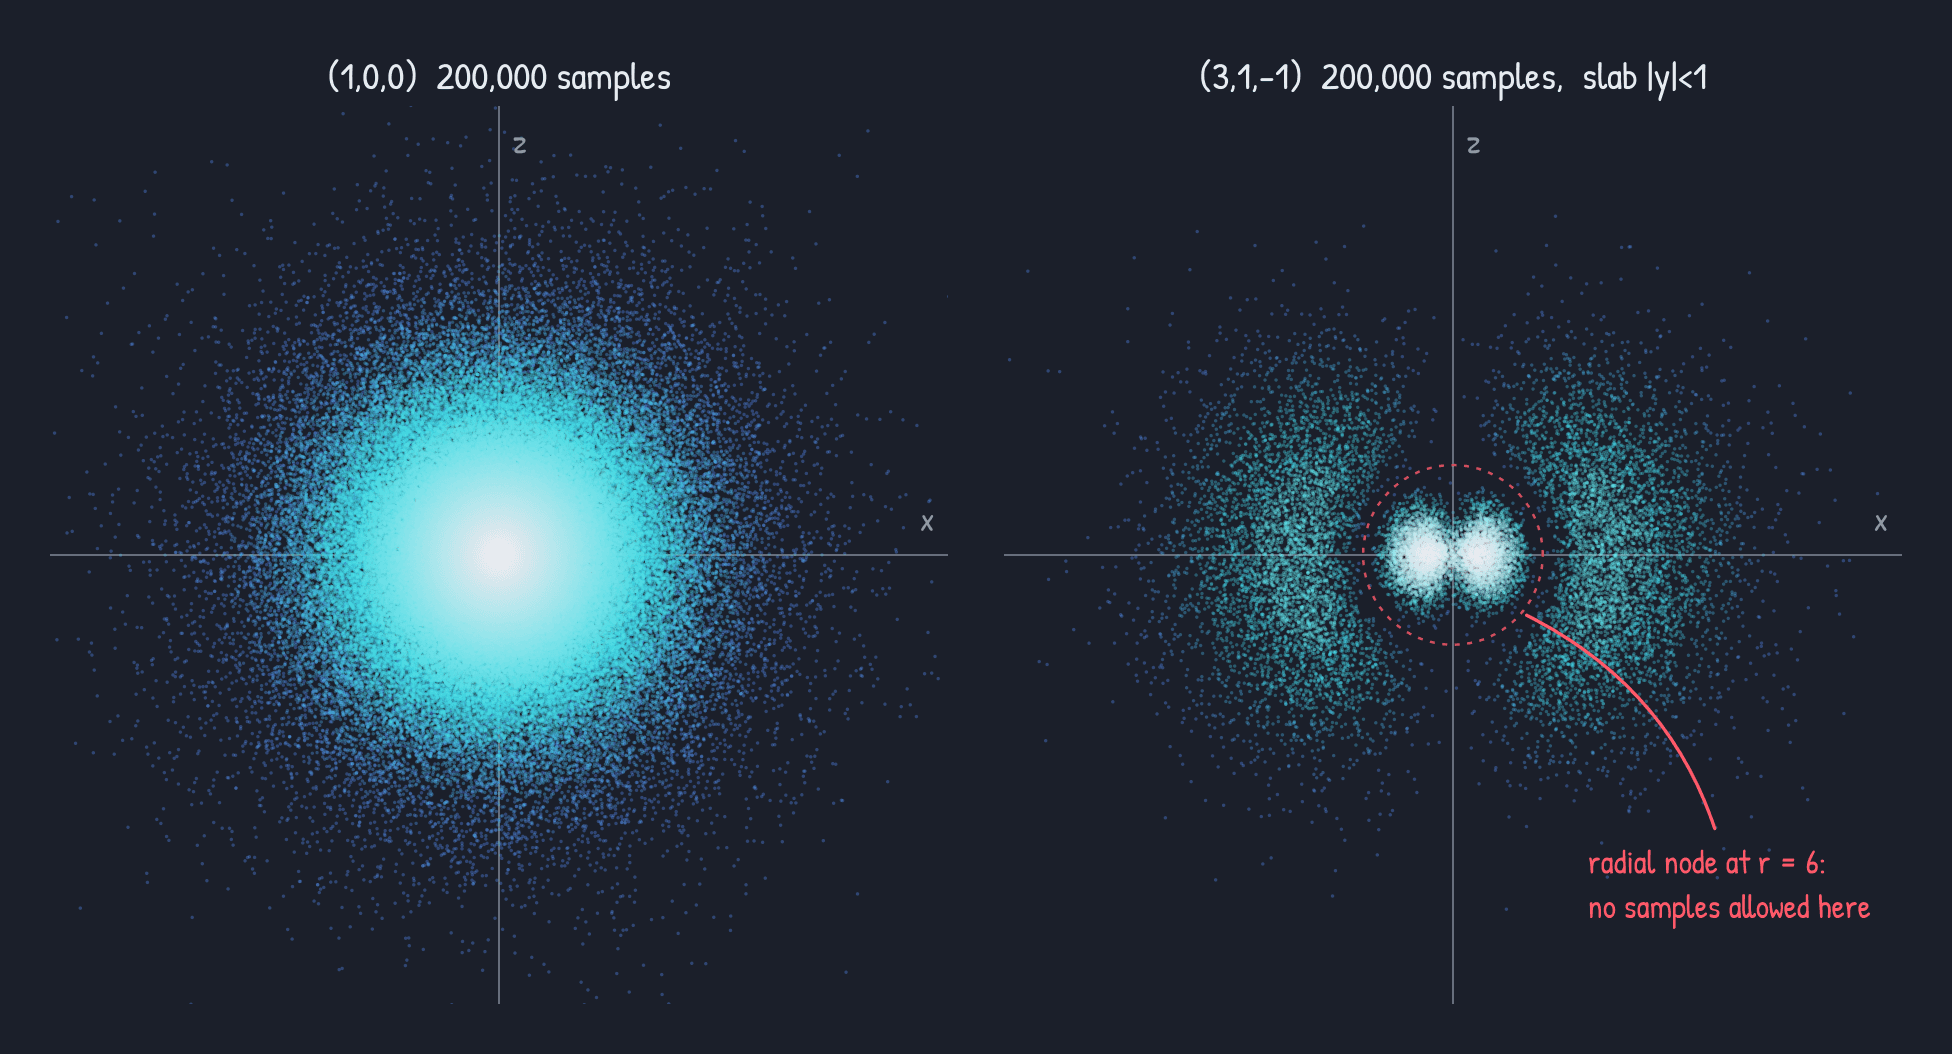 (1,0,0) 200,000 samples
z
x
(3,1,-1) 200,000 samples, slab |y|<1
z
x
radial node at r = 6:
no samples allowed here